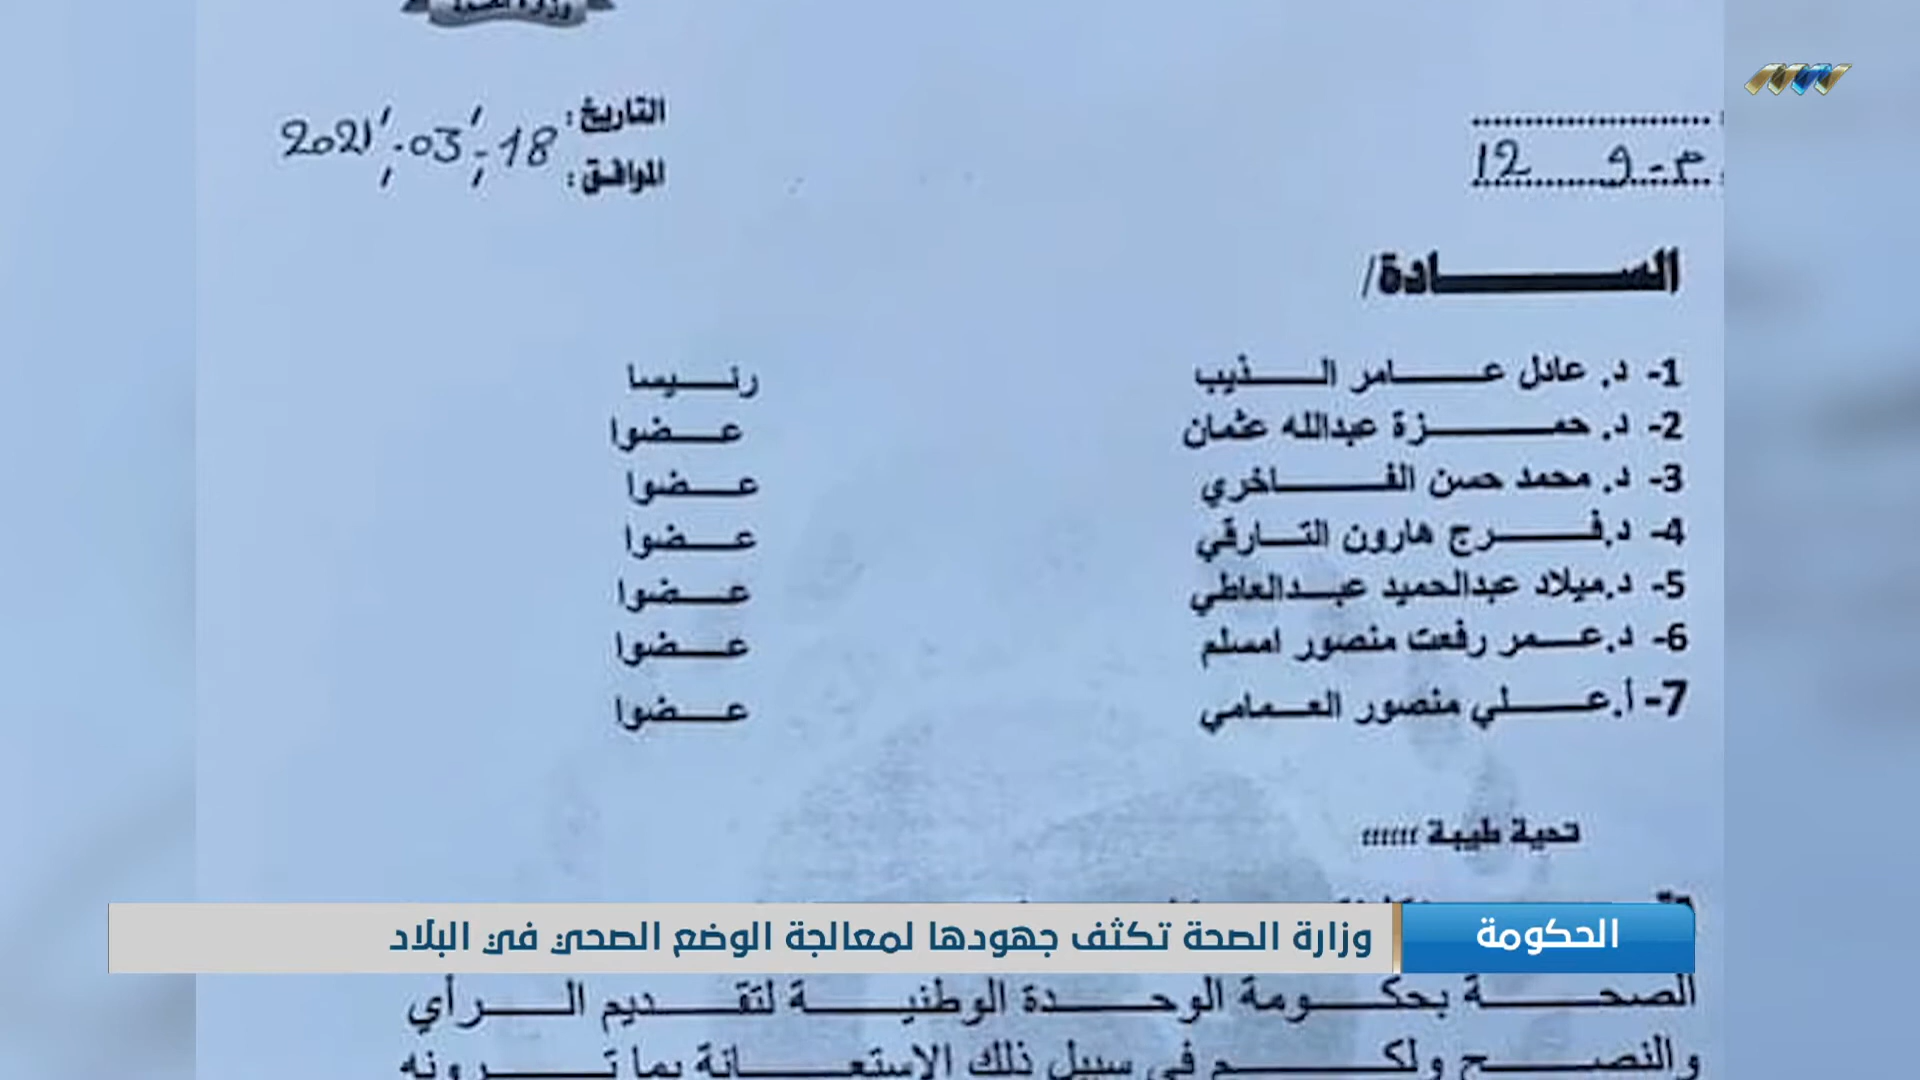 وزارة الصحة
التاريخ: 18-03-2021
الموافق:
م-و 12
السادة/
1- د. عادل عامر الذيب رئيسا
2- د. حمزة عبدالله عثمان عضوا
3- د. محمد حسن الفاخري عضوا
4- د.فرج هارون التارقي عضوا
5- د.ميلاد عبدالحميد عبدالعاطي عضوا
6- د.عمر رفعت منصور امسلم عضوا
7- أ.علي منصور العمامي عضوا
تحية طيبة ،،،،،،
الحكومة
وزارة الصحة تكثف جهودها لمعالجة الوضع الصحي في البلاد
الصحة بحكومة الوحدة الوطنية لتقديم الرأي
والنصح ولكم في سبيل ذلك الاستعانة بما ترونه